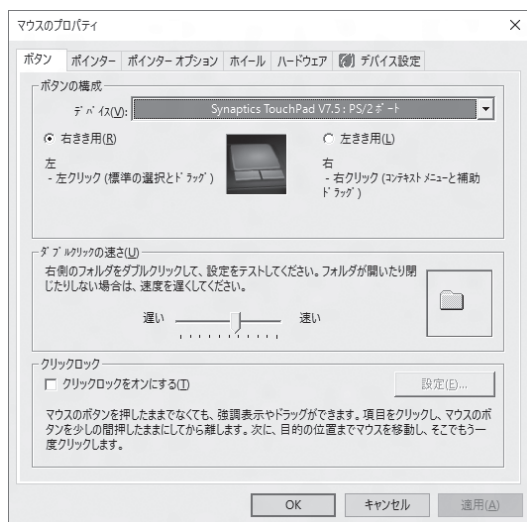 マウスのプロパティ
ボタン ポインター ポインター オプション ホイール ハードウェア デバイス設定
ボタンの構成
ﾃﾞﾊﾞｲｽ(V): Synaptics TouchPad V7.5 : PS/2 ﾎﾟｰﾄ
右きき用(R) 左きき用(L)
左 右
- 左クリック (標準の選択とﾄﾞﾗｯｸﾞ) - 右クリック (ｺﾝﾃｷｽﾄ ﾒﾆｭｰと補助
ﾄﾞﾗｯｸﾞ)
ﾀﾞﾌﾞﾙｸﾘｯｸの速さ(U)
右側のフォルダをダブルクリックして、設定をテストしてください。フォルダが開いたり閉
じたりしない場合は、速度を遅くしてください。
遅い 速い
クリックロック
クリックロックをオンにする(T) 設定(E)...
マウスのボタンを押したままでなくても、強調表示やドラッグができます。項目をクリックし、マウスのボ
タンを少しの間押したままにしてから離します。次に、目的の位置までマウスを移動し、そこでもう一
度クリックします。
OK キャンセル 適用(A)